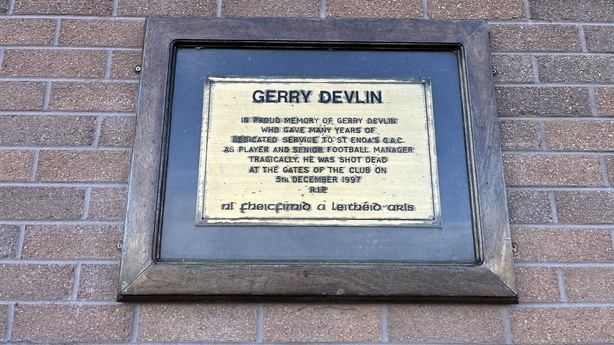 GERRY DEVLIN
IN PROUD MEMORY OF GERRY DEVLIN
WHO GAVE MANY YEARS OF
DEDICATED SERVICE TO ST ENDA'S G.A.C.
AS PLAYER AND SENIOR FOOTBALL MANAGER
TRAGICALLY, HE WAS SHOT DEAD
AT THE GATES OF THE CLUB ON
5TH DECEMBER 1997
R.I.P
ní fheicfimid a leithéid arís